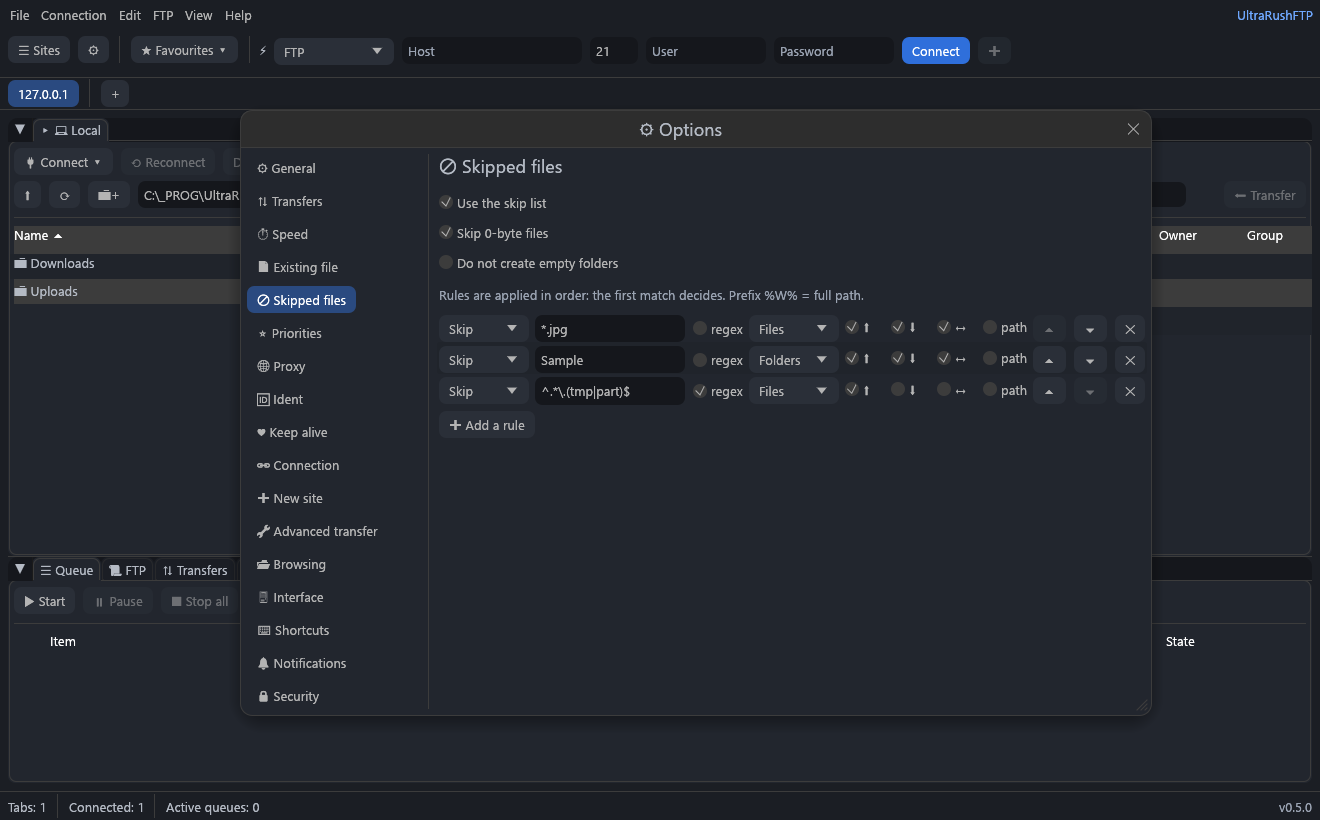 File Connection Edit FTP View Help UltraRushFTP
Sites Favourites FTP Host 21 User Password Connect +
127.0.0.1 +
Local
Options
Connect Reconnect D
C:\_PROG\UltraR
Transfer
Name
Owner Group
Downloads
Uploads
General
Transfers
Speed
Existing file
Skipped files
Priorities
Proxy
ID Ident
Keep alive
Connection
New site
Advanced transfer
Browsing
Interface
Shortcuts
Notifications
Security
Skipped files
Use the skip list
Skip 0-byte files
Do not create empty folders
Rules are applied in order: the first match decides. Prefix %W% = full path.
Skip *.jpg regex Files ⬆ ⬇ ↔ path
Skip Sample regex Folders ⬆ ⬇ ↔ path
Skip ^.*\.(tmp|part)$ regex Files ⬆ ⬇ ↔ path
+ Add a rule
Queue FTP Transfers
Start Pause Stop all
Item State
Tabs: 1 Connected: 1 Active queues: 0 v0.5.0